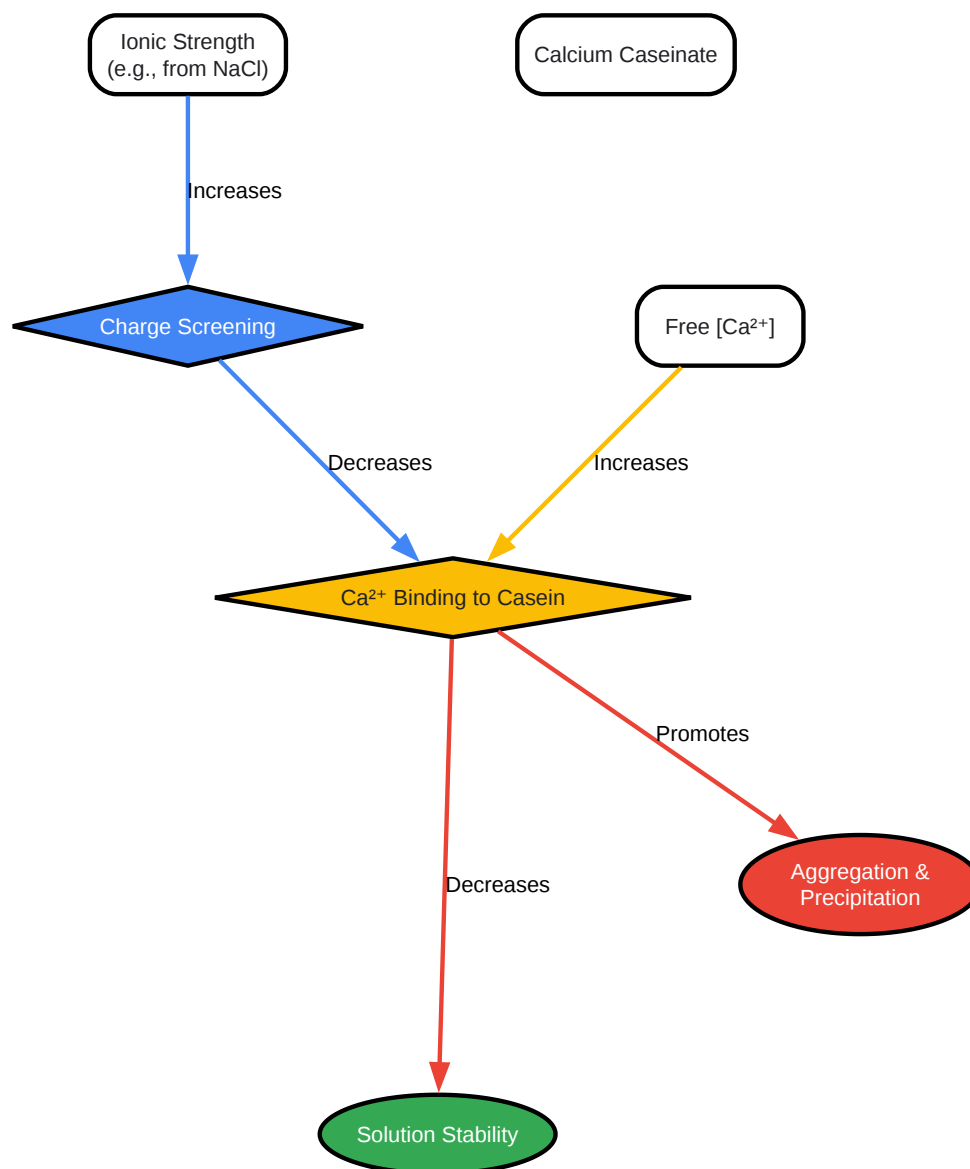 Ionic Strength
(e.g., from NaCl)
Calcium Caseinate
Increases
Charge Screening
Free [Ca²⁺]
Decreases
Increases
Ca²⁺ Binding to Casein
Promotes
Aggregation &
Precipitation
Decreases
Solution Stability